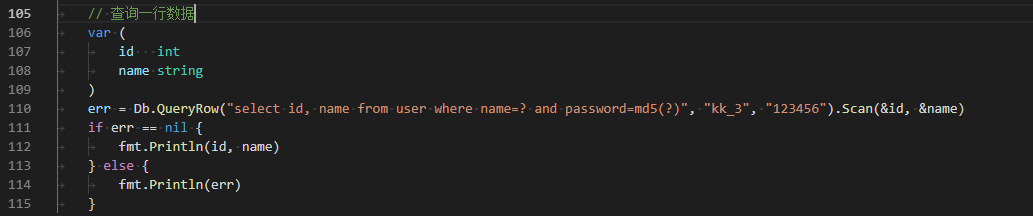 105 // 查询一行数据
106 var (
107 id int
108 name string
109 )
110 err = Db.QueryRow("select id, name from user where name=? and password=md5(?)", "kk_3", "123456").Scan(&id, &name)
111 if err == nil {
112 fmt.Println(id, name)
113 } else {
114 fmt.Println(err)
115 }